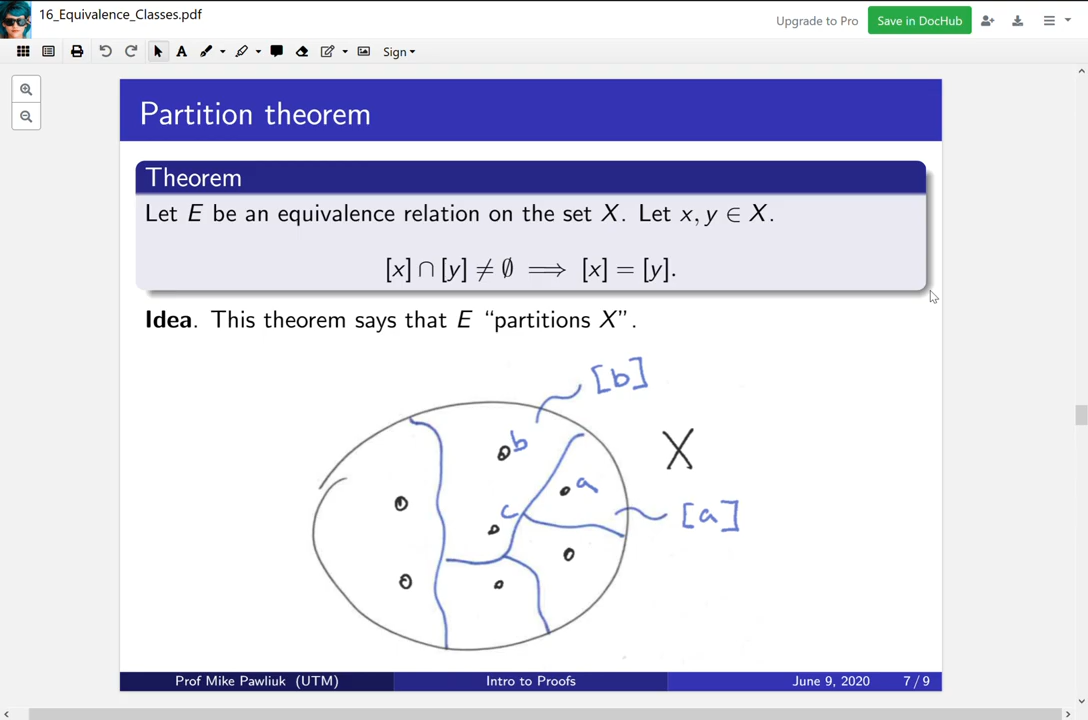 16_Equivalence_Classes.pdf
Upgrade to Pro
Save in DocHub
A
Sign
Partition theorem
Theorem
Let E be an equivalence relation on the set X. Let x, y ∈ X.
[x] ∩ [y] ≠ ∅ ⟹ [x] = [y].
Idea. This theorem says that E “partitions X”.
[b]
b
X
a
c
[a]
Prof Mike Pawliuk (UTM) Intro to Proofs June 9, 2020 7 / 9